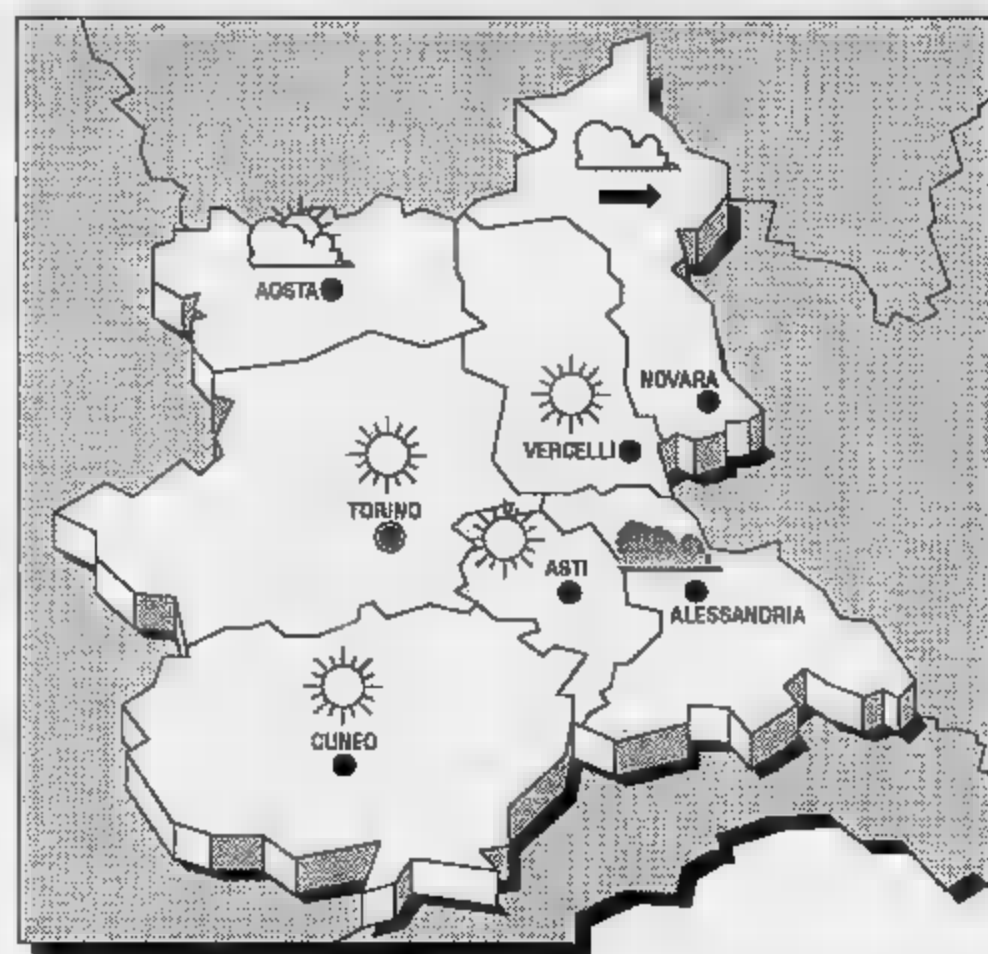 AOSTA
NOVARA
VERCELLI
TORINO
ASTI
ALESSANDRIA
CUNEO